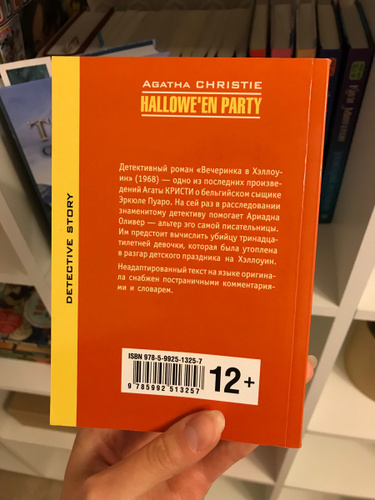 AGATHA CHRISTIE
HALLOWE'EN PARTY
Детективный роман «Вечеринка в Хэллоу-
ин» (1968) — одно из последних произве-
дений Агаты КРИСТИ о бельгийском сыщике
Эркюле Пуаро. На сей раз в расследовании
знаменитому детективу помогает Ариадна
Оливер — альтер эго самой писательницы.
Им предстоит вычислить убийцу тринадца-
тилетней девочки, которая была утоплена
в разгар детского праздника на Хэллоуин.
Неадаптированный текст на языке оригина-
ла снабжен постраничными комментария-
ми и словарем.
DETECTIVE STORY
ISBN 978-5-9925-1325-7
9 785992 513257
12+